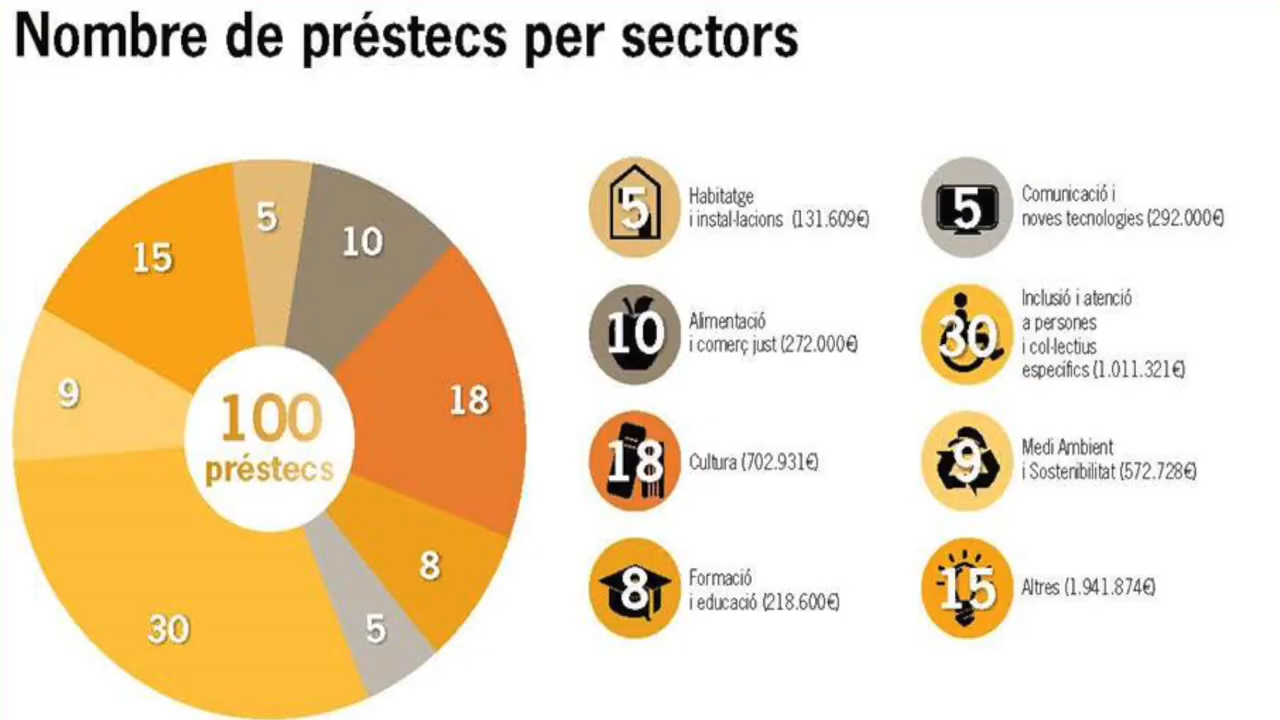 Nombre de préstecs per sectors
5
10
15
18
9
8
5
30
100
préstecs
5
Habitatge
i instal·lacions (131.609€)
10
Alimentació
i comerç just (272.000€)
18
Cultura (702.931€)
8
Formació
i educació (218.600€)
5
Comunicació i
noves tecnologies (292.000€)
30
Inclusió i atenció
a persones
i col·lectius
específics (1.011.321€)
9
Medi Ambient
i Sostenibilitat (572.728€)
15
Altres (1.941.874€)